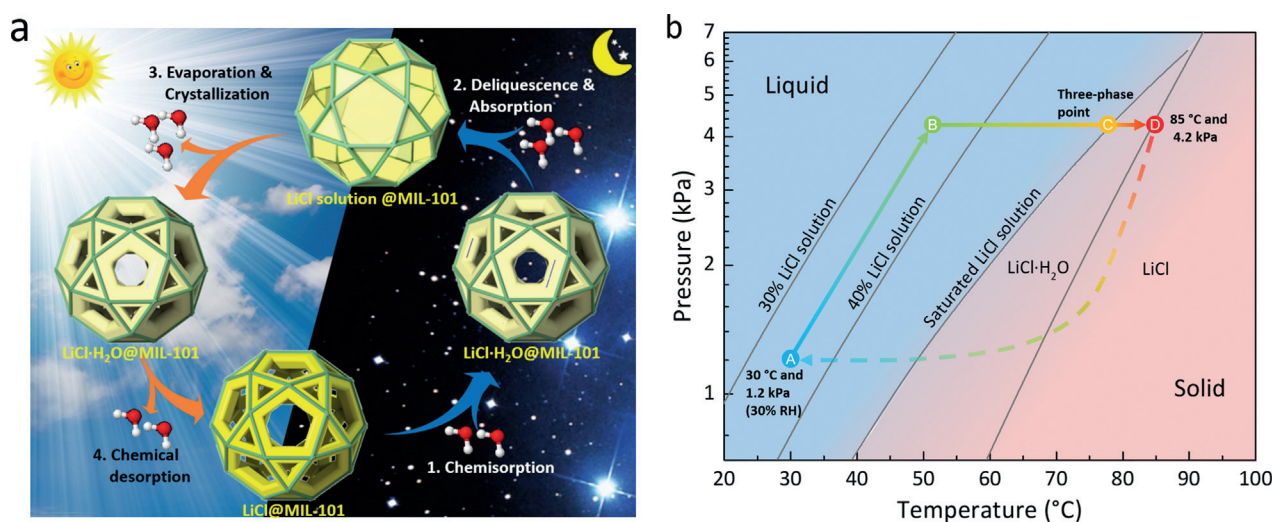 a
3. Evaporation &
Crystallization
2. Deliquescence &
Absorption
LiCl solution @MIL-101
LiCl·H₂O@MIL-101
LiCl·H₂O@MIL-101
4. Chemical
desorption
1. Chemisorption
LiCl@MIL-101
b
Pressure (kPa)
7
6
5
4
3
2
1
Liquid
30% LiCl solution
40% LiCl solution
Saturated LiCl solution
Three-phase
point
A
B
C
D
85 °C and
4.2 kPa
LiCl·H₂O
LiCl
30 °C and
1.2 kPa
(30% RH)
Solid
20 30 40 50 60 70 80 90 100
Temperature (°C)